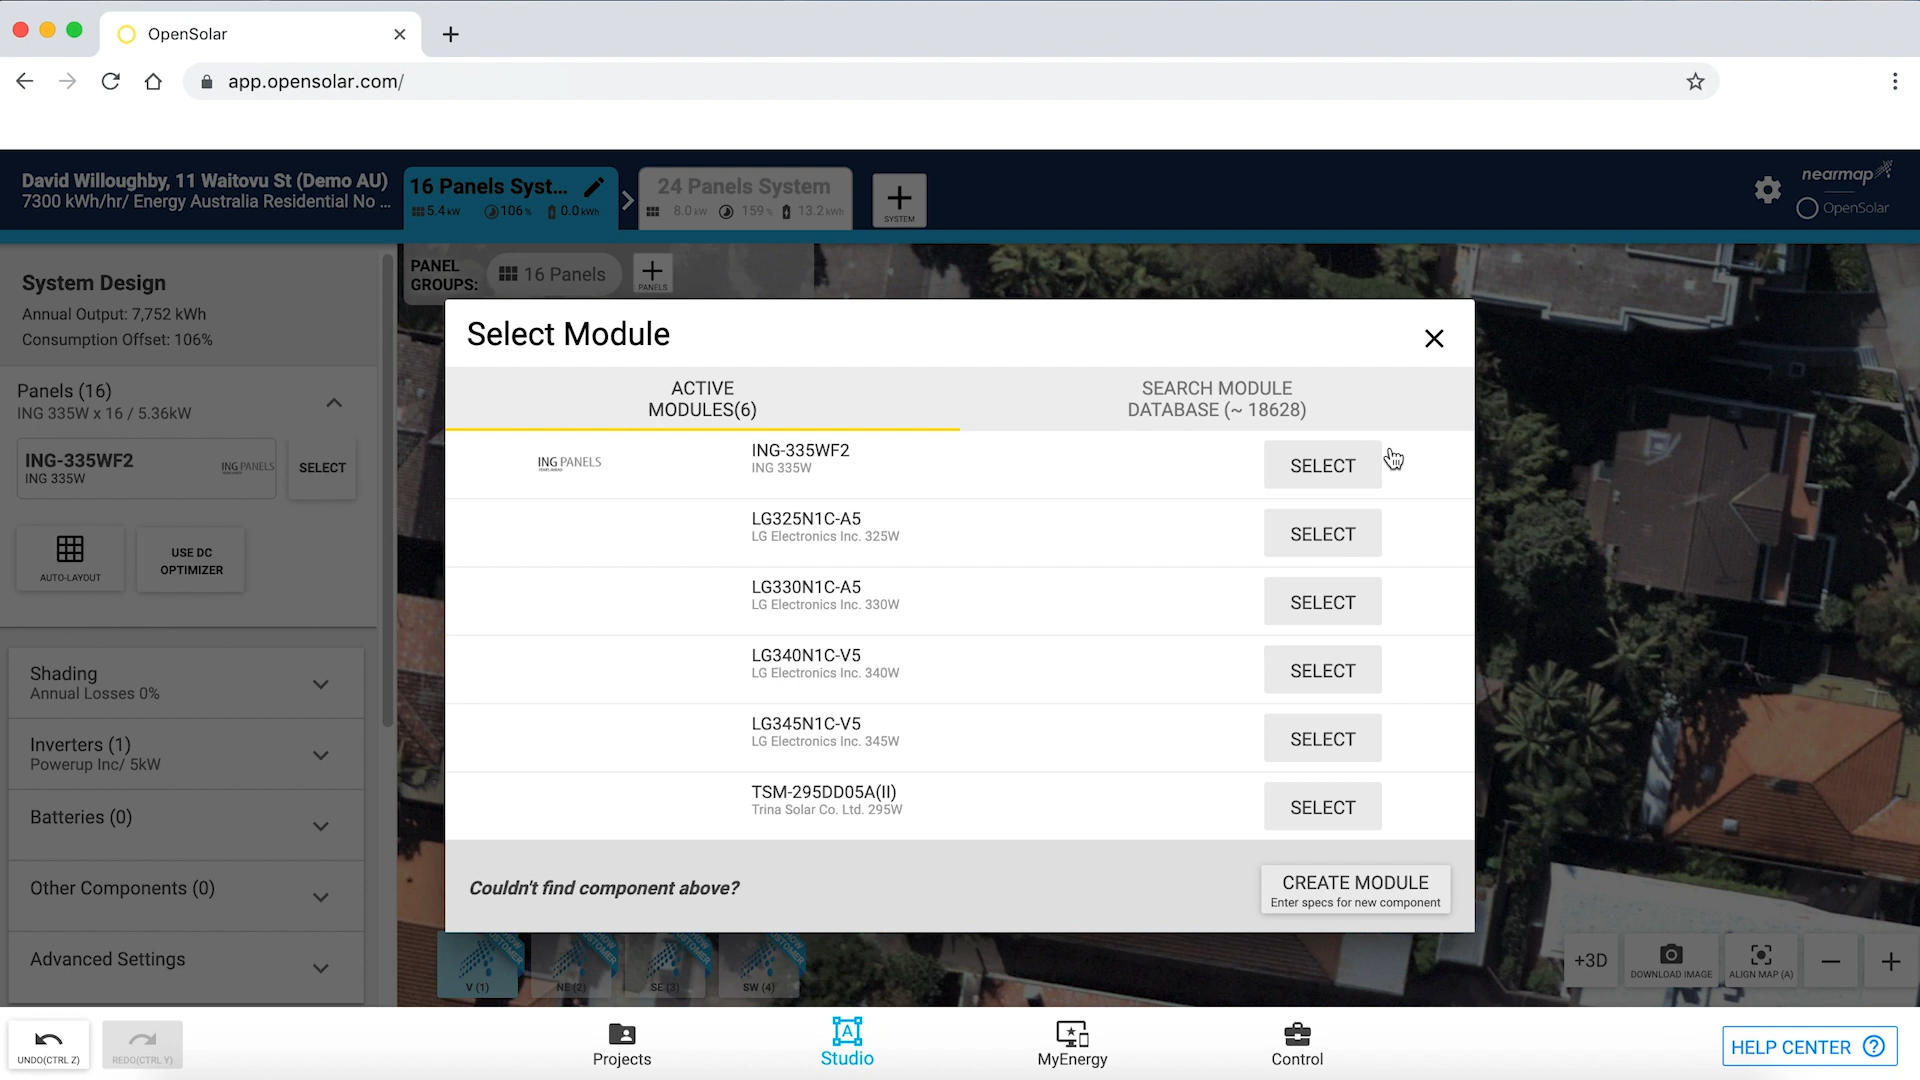 OpenSolar
app.opensolar.com/
David Willoughby, 11 Waitovu St (Demo AU)
7300 kWh/hr/ Energy Australia Residential No ...
16 Panels Syst...
5.4 kW 106% 0.0 kWh
24 Panels System
8.0 kW 159% 13.2 kWh
SYSTEM
nearmap
OpenSolar
System Design
Annual Output: 7,752 kWh
Consumption Offset: 106%
Panels (16)
ING 335W x 16 / 5.36kW
ING-335WF2
ING 335W
ING PANELS
SELECT
AUTO-LAYOUT
USE DC
OPTIMIZER
Shading
Annual Losses 0%
Inverters (1)
Powerup Inc/ 5kW
Batteries (0)
Other Components (0)
Advanced Settings
PANEL
GROUPS:
16 Panels
PANELS
Select Module
ACTIVE
MODULES(6)
SEARCH MODULE
DATABASE (~ 18628)
ING PANELS
ING-335WF2
ING 335W
SELECT
LG325N1C-A5
LG Electronics Inc. 325W
SELECT
LG330N1C-A5
LG Electronics Inc. 330W
SELECT
LG340N1C-V5
LG Electronics Inc. 340W
SELECT
LG345N1C-V5
LG Electronics Inc. 345W
SELECT
TSM-295DD05A(II)
Trina Solar Co. Ltd. 295W
SELECT
Couldn't find component above?
CREATE MODULE
Enter specs for new component
V (1)
NE (2)
SE (3)
SW (4)
+3D
DOWNLOAD IMAGE
ALIGN MAP (A)
UNDO(CTRL Z)
REDO(CTRL Y)
Projects
Studio
MyEnergy
Control
HELP CENTER